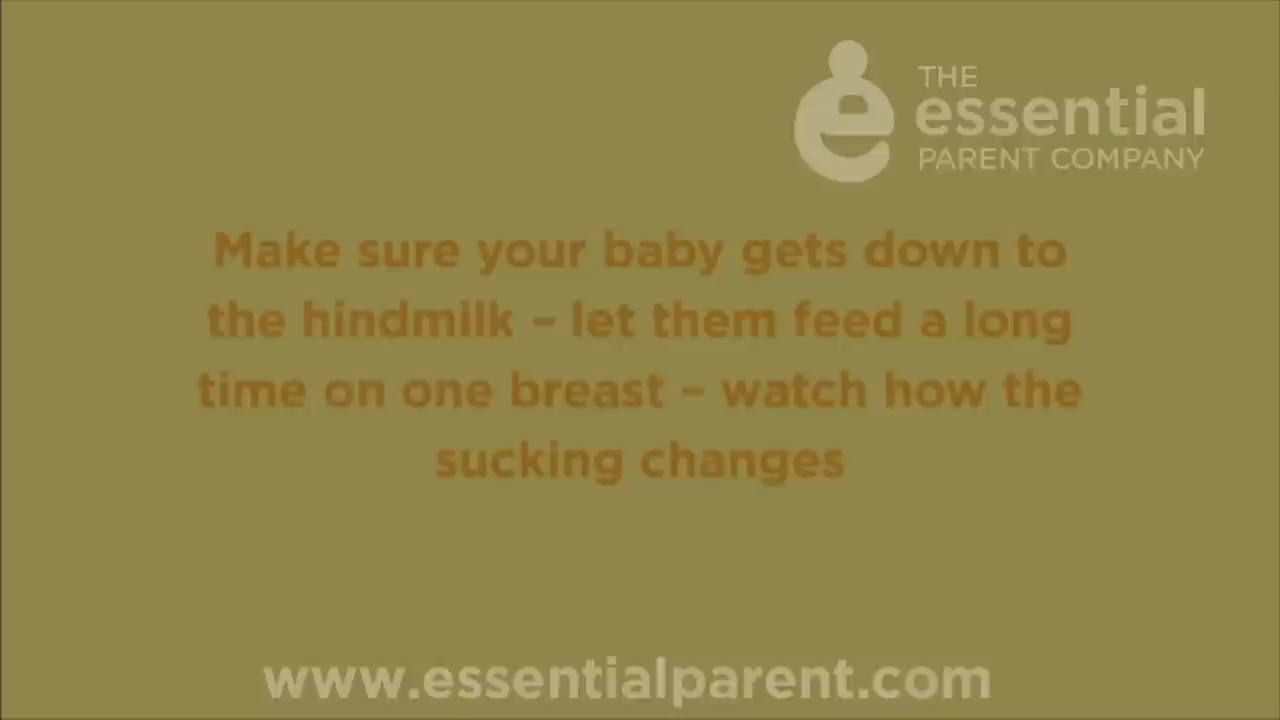 THE
essential
PARENT COMPANY
Make sure your baby gets down to
the hindmilk – let them feed a long
time on one breast – watch how the
sucking changes
www.essentialparent.com